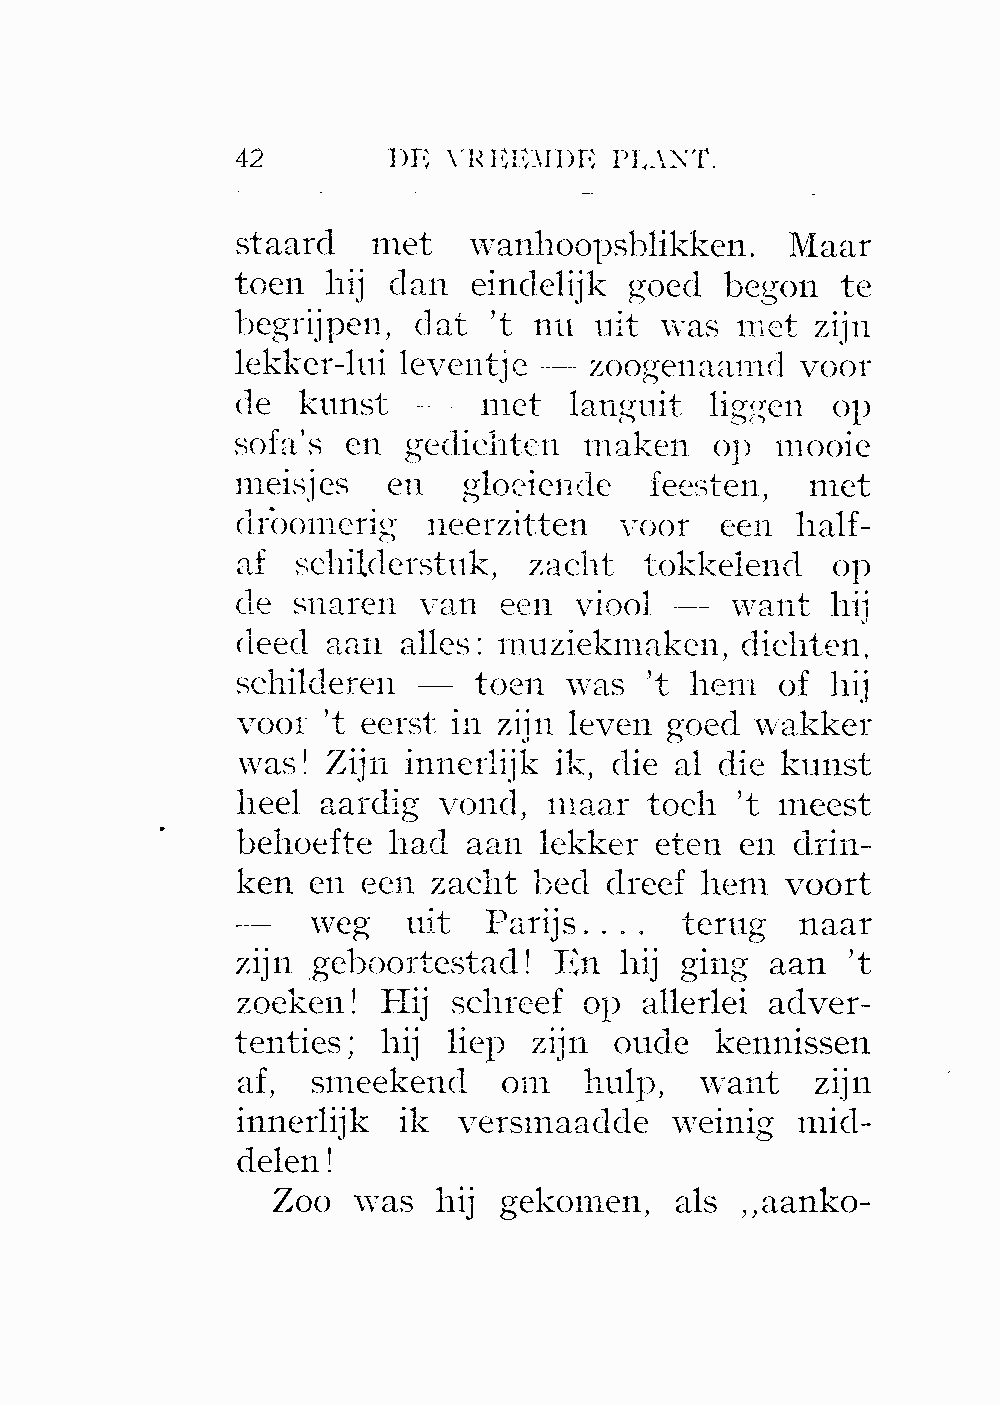 42 DE VREEMDE PLANT.
staard met wanhoopsblikken. Maar
toen hij dan eindelijk goed begon te
begrijpen, dat 't nu uit was met zijn
lekker-lui leventje — zoogenaamd voor
de kunst — met languit liggen op
sofa's en gedichten maken op mooie
meisjes en gloeiende feesten, met
droomerig neerzitten voor een half-
af schilderstuk, zacht tokkelend op
de snaren van een viool — want hij
deed aan alles: muziekmaken, dichten,
schilderen — toen was 't hem of hij
voor 't eerst in zijn leven goed wakker
was! Zijn innerlijk ik, die al die kunst
heel aardig vond, maar toch 't meest
behoefte had aan lekker eten en drin-
ken en een zacht bed dreef hem voort
— weg uit Parijs.... terug naar
zijn geboortestad! En hij ging aan 't
zoeken! Hij schreef op allerlei adver-
tenties; hij liep zijn oude kennissen
af, smeekend om hulp, want zijn
innerlijk ik versmaadde weinig mid-
delen!
Zoo was hij gekomen, als ,,aanko-